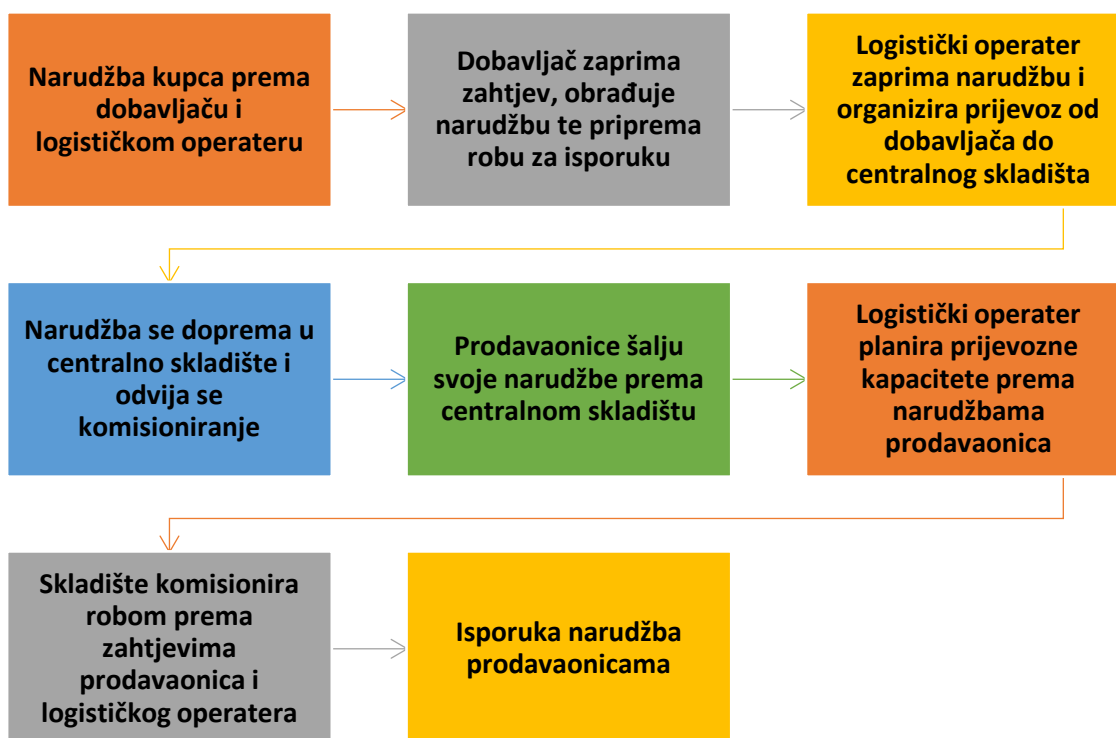 Narudžba kupca prema
dobavljaču i
logističkom operateru
Dobavljač zaprima
zahtjev, obrađuje
narudžbu te priprema
robu za isporuku
Logistički operater
zaprima narudžbu i
organizira prijevoz od
dobavljača do
centralnog skladišta
Narudžba se doprema u
centralno skladište i
odvija se
komisioniranje
Prodavaonice šalju
svoje narudžbe prema
centralnom skladištu
Logistički operater
planira prijevozne
kapacitete prema
narudžbama
prodavaonica
Skladište komisionira
robom prema
zahtjevima
prodavaonica i
logističkog operatera
Isporuka narudžba
prodavaonicama